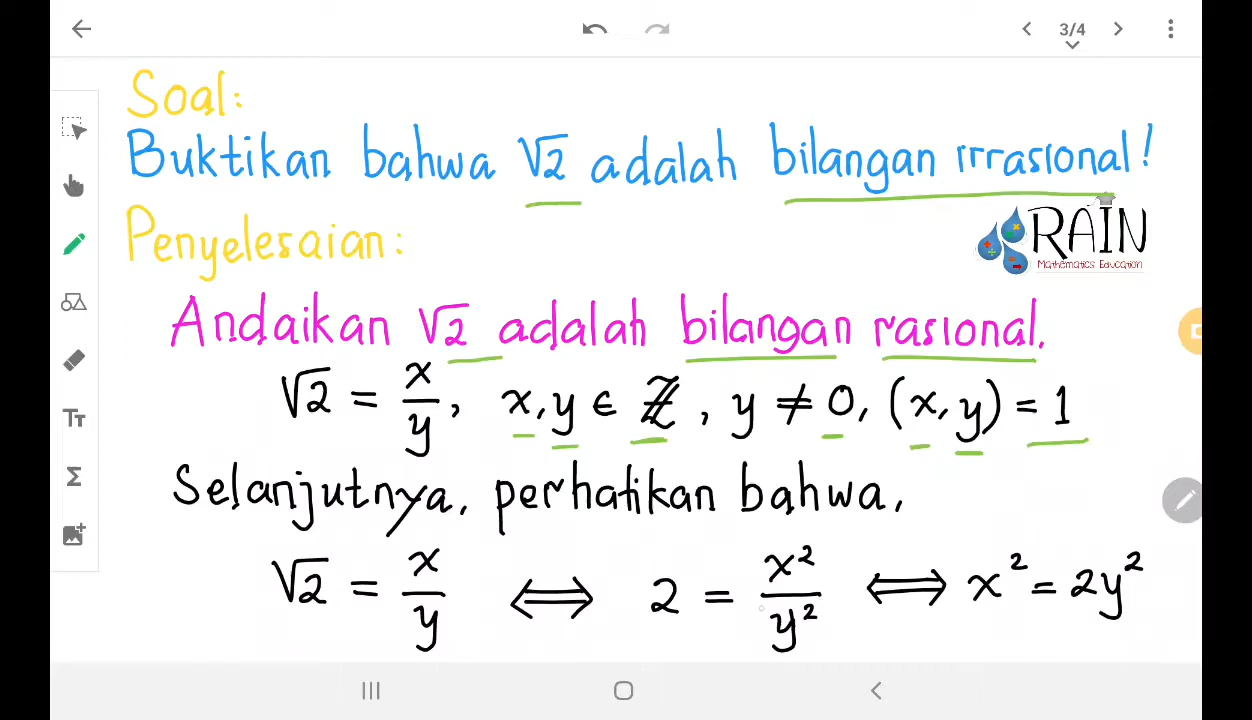 3/4
Soal:
Buktikan bahwa √2 adalah bilangan irrasional!
Penyelesaian:
RAIN
Mathematics Education
Andaikan √2 adalah bilangan rasional.
√2 = x/y, x, y ∈ ℤ, y ≠ 0, (x, y) = 1
Selanjutnya, perhatikan bahwa,
√2 = x/y ⟺ 2 = x²/y² ⟺ x² = 2y²
Tт
Σ